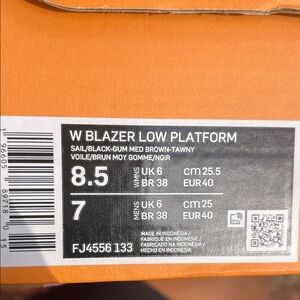 W BLAZER LOW PLATFORM
SAIL/BLACK-GUM MED BROWN-TAWNY
VOILE/BRUN MOY GOMME/NOIR
8.5 WMNS UK 6 cm 25.5
BR 38 EUR 40
7 MENS UK 6 cm 25
BR 38 EUR 40
FJ4556 133
MADE IN INDONESIA /
FABRIQUÉ EN INDONESIE /
FABRICADO NA INDONÉSIA /
HECHO EN INDONESIA